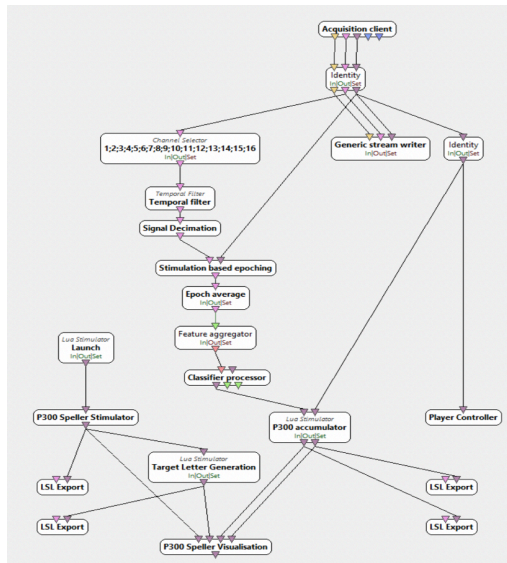 Acquisition client
Identity
In|Out|Set
Channel Selector
1;2;3;4;5;6;7;8;9;10;11;12;13;14;15;16
In|Out|Set
Generic stream writer
In|Out|Set
Identity
In|Out|Set
Temporal Filter
Temporal filter
Signal Decimation
Stimulation based epoching
Epoch average
In|Out|Set
Feature aggregator
In|Out|Set
Lua Stimulator
Launch
In|Out|Set
Classifier processor
P300 Speller Stimulator
Lua Stimulator
P300 accumulator
In|Out|Set
Player Controller
Lua Stimulator
Target Letter Generation
In|Out|Set
LSL Export
LSL Export
LSL Export
LSL Export
P300 Speller Visualisation